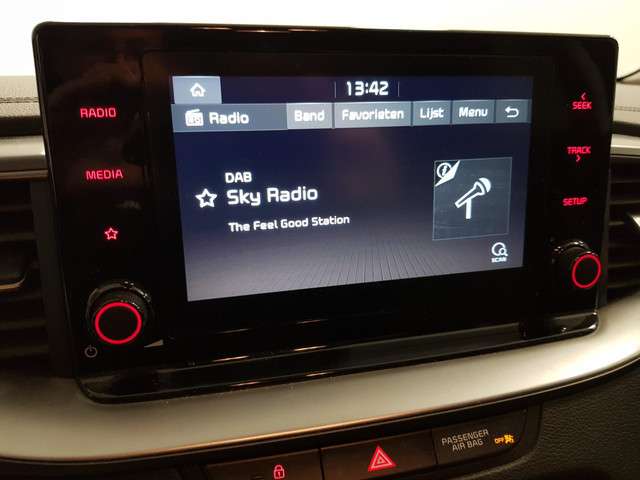 13:42
RADIO
Radio Band Favorieten Lijst Menu
SEEK
MEDIA
DAB
TRACK
Sky Radio
SETUP
The Feel Good Station
SCAN
PASSENGER
AIR BAG
OFF